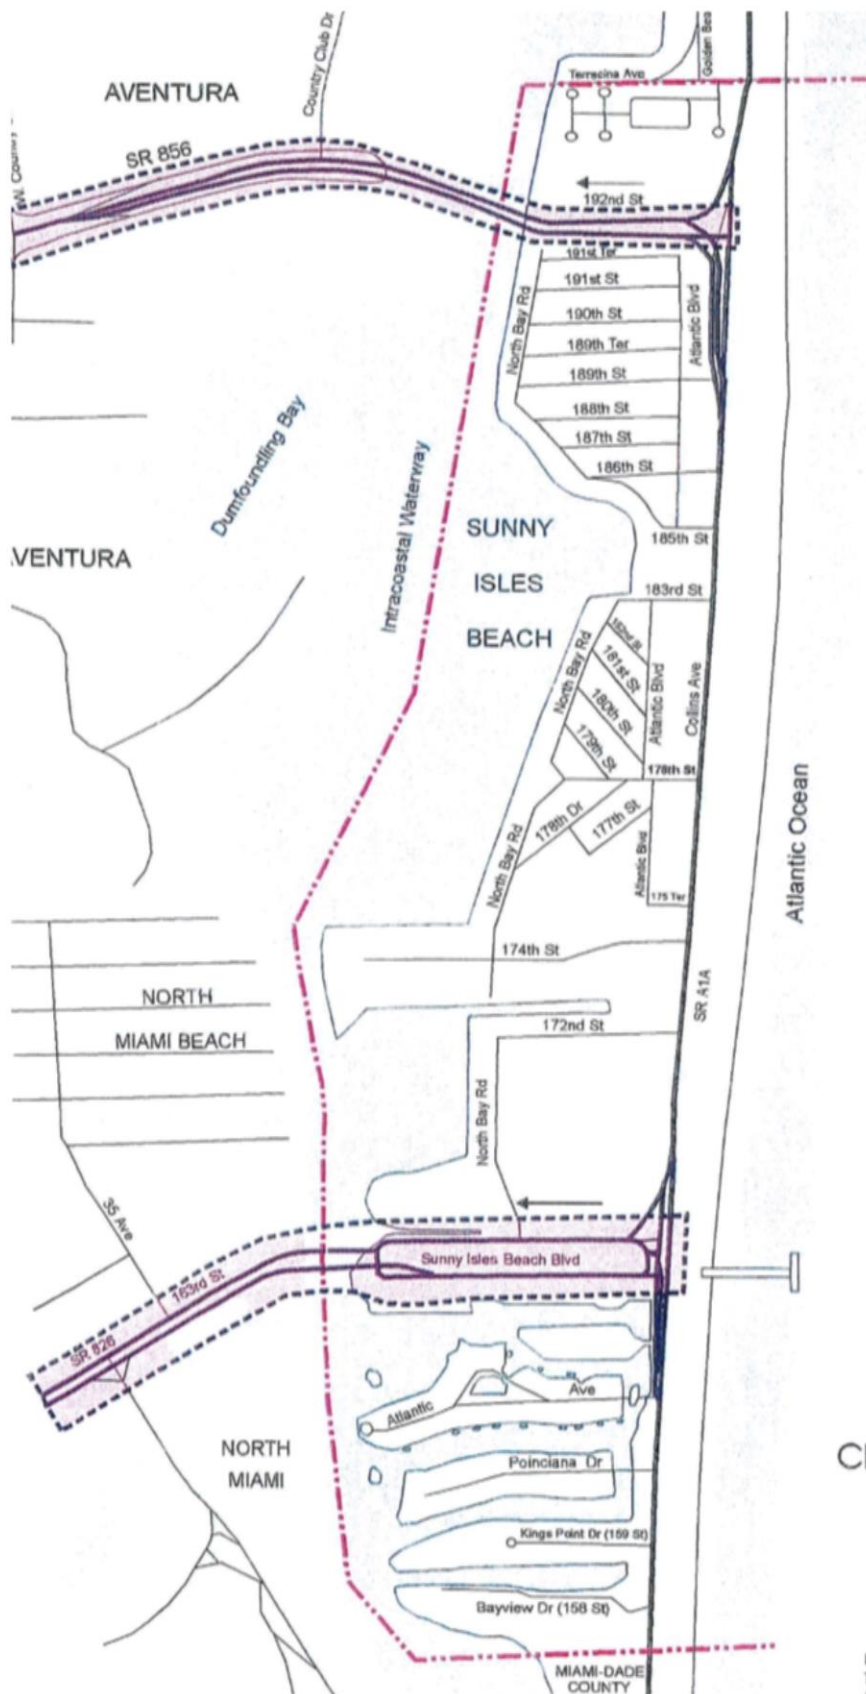 Golden Bea
Terracina Ave
Country Club Dr
AVENTURA
SR 856
W. Country
192nd St
191st Ter
191st St
190th St
189th Ter
189th St
188th St
187th St
186th St
North Bay Rd
Atlantic Blvd
Dumfoundling Bay
Intracoastal Waterway
SUNNY
ISLES
BEACH
185th St
183rd St
AVENTURA
North Bay Rd
182nd St
181st St
180th St
179th St
Atlantic Blvd
Collins Ave
178th St
178th Dr
177th St
North Bay Rd
Atlantic Blvd
175 Ter
Atlantic Ocean
174th St
SR A1A
NORTH
MIAMI BEACH
172nd St
North Bay Rd
35 Ave
163rd St
SR 826
Sunny Isles Beach Blvd
Atlantic
Ave
NORTH
MIAMI
Poinciana Dr
Kings Point Dr (159 St)
Bayview Dr (158 St)
MIAMI-DADE
COUNTY